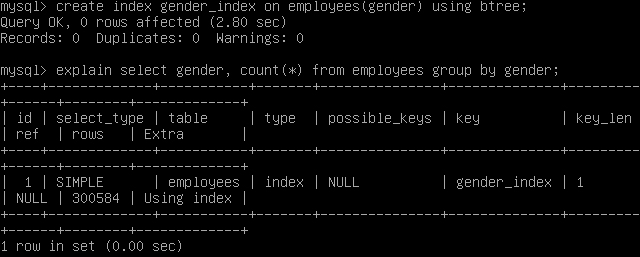 mysql> create index gender_index on employees(gender) using btree;
Query OK, 0 rows affected (2.80 sec)
Records: 0  Duplicates: 0  Warnings: 0
mysql> explain select gender, count(*) from employees group by gender;
+----+-------------+-----------+-------+---------------+--------------+---------
+------+--------+-------------+
| id | select_type | table     | type  | possible_keys | key          | key_len
| ref  | rows   | Extra       |
+----+-------------+-----------+-------+---------------+--------------+---------
+------+--------+-------------+
|  1 | SIMPLE      | employees | index | NULL          | gender_index | 1
| NULL | 300584 | Using index |
+----+-------------+-----------+-------+---------------+--------------+---------
+------+--------+-------------+
1 row in set (0.00 sec)